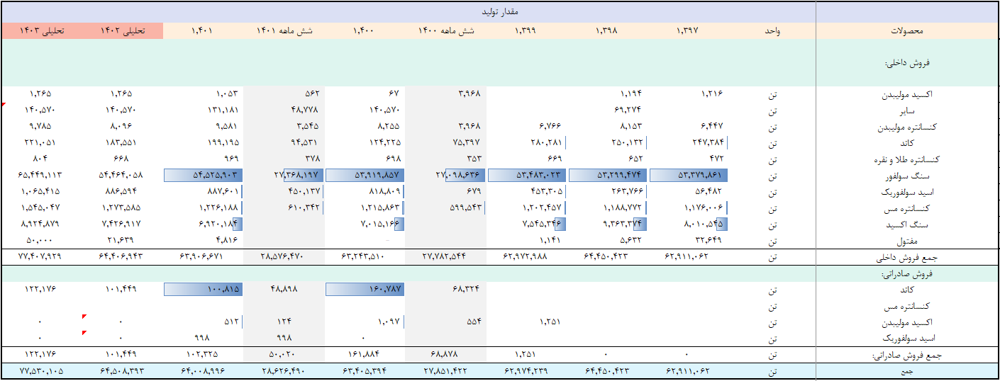 مقدار تولید
محصولات واحد ۱,۳۹۷ ۱,۳۹۸ ۱,۳۹۹ شش ماهه ۱۴۰۰ ۱,۴۰۰ شش ماهه ۱۴۰۱ ۱,۴۰۱ تحلیلی ۱۴۰۲ تحلیلی ۱۴۰۳
فروش داخلی:
اکسید مولیبدن تن ۱,۲۱۶ ۱,۱۹۴ ۳,۹۶۸ ۶۷ ۵۶۲ ۱,۰۵۳ ۱,۲۶۵ ۱,۲۶۵
سایر تن ۶۹,۲۷۴ ۱۴۰,۵۷۰ ۴۸,۷۷۸ ۱۳۱,۱۸۱ ۱۴۰,۵۷۰ ۱۴۰,۵۷۰
کنسانتره مولیبدن تن ۶,۴۴۷ ۸,۱۵۳ ۶,۷۶۶ ۳,۹۶۸ ۸,۲۵۵ ۳,۵۴۵ ۹,۵۸۱ ۸,۰۹۶ ۹,۷۸۵
کاتد تن ۲۴۷,۳۸۴ ۲۵۰,۱۳۲ ۲۸۰,۲۸۱ ۷۵,۳۹۷ ۱۲۴,۲۲۵ ۹۴,۵۳۱ ۱۹۹,۱۹۵ ۱۸۳,۵۵۱ ۲۲۱,۰۵۱
کنسانتره طلا و نقره تن ۴۷۲ ۶۵۲ ۶۶۹ ۳۵۳ ۶۹۸ ۳۷۸ ۹۶۹ ۶۶۸ ۸۰۴
سنگ سولفور تن ۵۳,۳۷۹,۸۶۱ ۵۳,۲۹۹,۴۷۴ ۵۳,۴۸۳,۰۲۳ ۲۷,۰۹۸,۶۳۶ ۵۳,۹۱۹,۸۵۷ ۲۷,۳۶۸,۱۹۷ ۵۴,۵۲۵,۹۰۳ ۵۴,۴۶۴,۰۵۸ ۶۵,۴۴۹,۱۱۳
اسید سولفوریک تن ۵۶,۴۸۲ ۲۶۳,۷۶۶ ۴۵۳,۳۰۵ ۶۷۹ ۸۱۸,۸۰۹ ۴۵۰,۱۳۷ ۸۸۷,۶۰۱ ۸۸۶,۵۹۴ ۱,۰۶۵,۴۱۵
کنسانتره مس تن ۱,۱۷۶,۰۰۶ ۱,۱۸۸,۷۷۲ ۱,۲۰۲,۴۵۷ ۵۹۹,۵۴۳ ۱,۲۱۵,۸۶۳ ۶۱۰,۳۴۲ ۱,۲۲۶,۱۸۸ ۱,۲۷۳,۵۸۵ ۱,۵۴۵,۰۴۷
سنگ اکسید تن ۸,۰۱۰,۵۴۵ ۹,۳۶۳,۳۷۴ ۷,۵۴۵,۳۴۶ ۷,۰۱۵,۱۶۶ ۶,۹۲۰,۱۸۴ ۷,۴۲۶,۹۱۷ ۸,۹۲۴,۸۷۹
مفتول تن ۳۲,۶۴۹ ۵,۶۳۲ ۱,۱۴۱ - ۴,۸۱۶ ۲۱,۶۳۹ ۵۰,۰۰۰
جمع فروش داخلی تن ۶۲,۹۱۱,۰۶۲ ۶۴,۴۵۰,۴۲۳ ۶۲,۹۷۲,۹۸۸ ۲۷,۷۸۲,۵۴۴ ۶۳,۲۴۳,۵۱۰ ۲۸,۵۷۶,۴۷۰ ۶۳,۹۰۶,۶۷۱ ۶۴,۴۰۶,۹۴۳ ۷۷,۴۰۷,۹۲۹
فروش صادراتی:
کاتد تن ۶۸,۳۲۴ ۱۶۰,۷۸۷ ۴۸,۸۹۸ ۱۰۰,۸۱۵ ۱۰۱,۴۴۹ ۱۲۲,۱۷۶
کنسانتره مس تن
اکسید مولیبدن تن ۱,۲۵۱ ۵۵۴ ۱,۰۹۷ ۱۲۴ ۵۱۲ ۰ ۰
اسید سولفوریک تن ۰ ۹۹۸ ۹۹۸ ۰ ۰
جمع فروش صادراتی: تن ۰ ۰ ۱,۲۵۱ ۶۸,۸۷۸ ۱۶۱,۸۸۴ ۵۰,۰۲۰ ۱۰۲,۳۲۵ ۱۰۱,۴۴۹ ۱۲۲,۱۷۶
جمع تن ۶۲,۹۱۱,۰۶۲ ۶۴,۴۵۰,۴۲۳ ۶۲,۹۷۴,۲۳۹ ۲۷,۸۵۱,۴۲۲ ۶۳,۴۰۵,۳۹۴ ۲۸,۶۲۶,۴۹۰ ۶۴,۰۰۸,۹۹۶ ۶۴,۵۰۸,۳۹۳ ۷۷,۵۳۰,۱۰۵